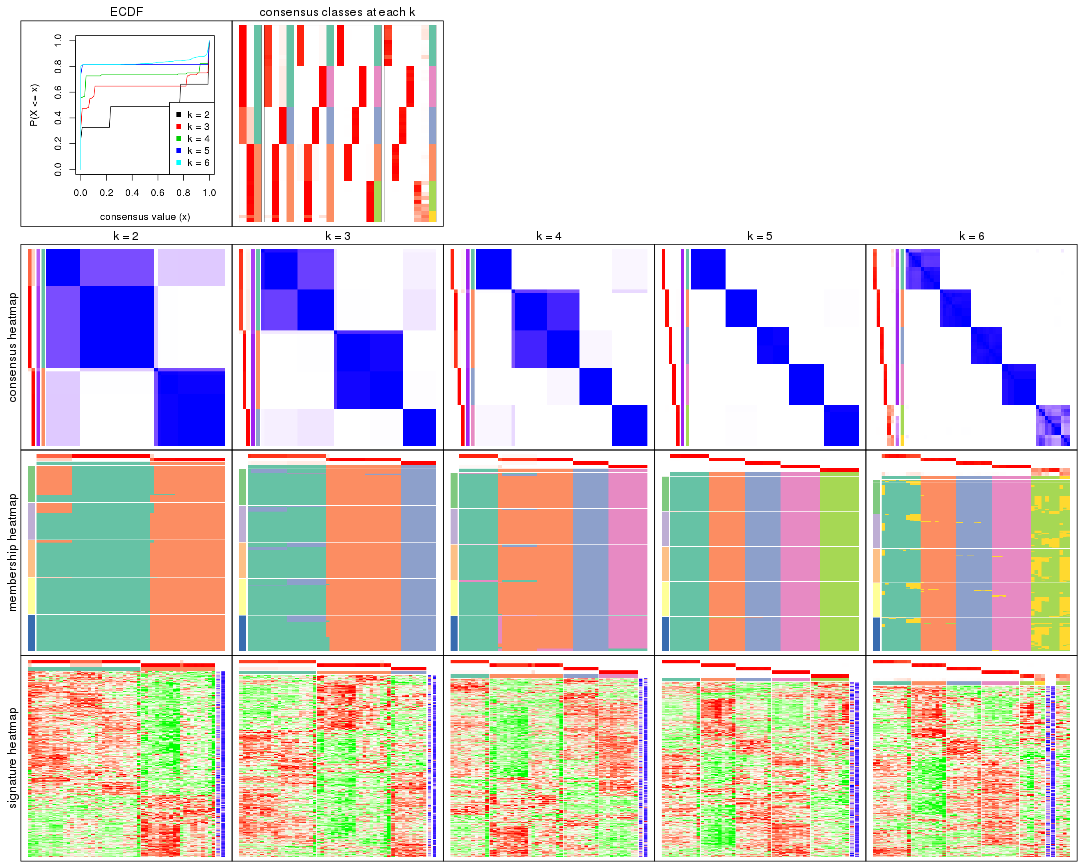 ECDF
consensus classes at each k
P(X <= x)
0.0 0.2 0.4 0.6 0.8 1.0
k = 2
k = 3
k = 4
k = 5
k = 6
0.0 0.2 0.4 0.6 0.8 1.0
consensus value (x)
k = 2 k = 3 k = 4 k = 5 k = 6
consensus heatmap
membership heatmap
signature heatmap